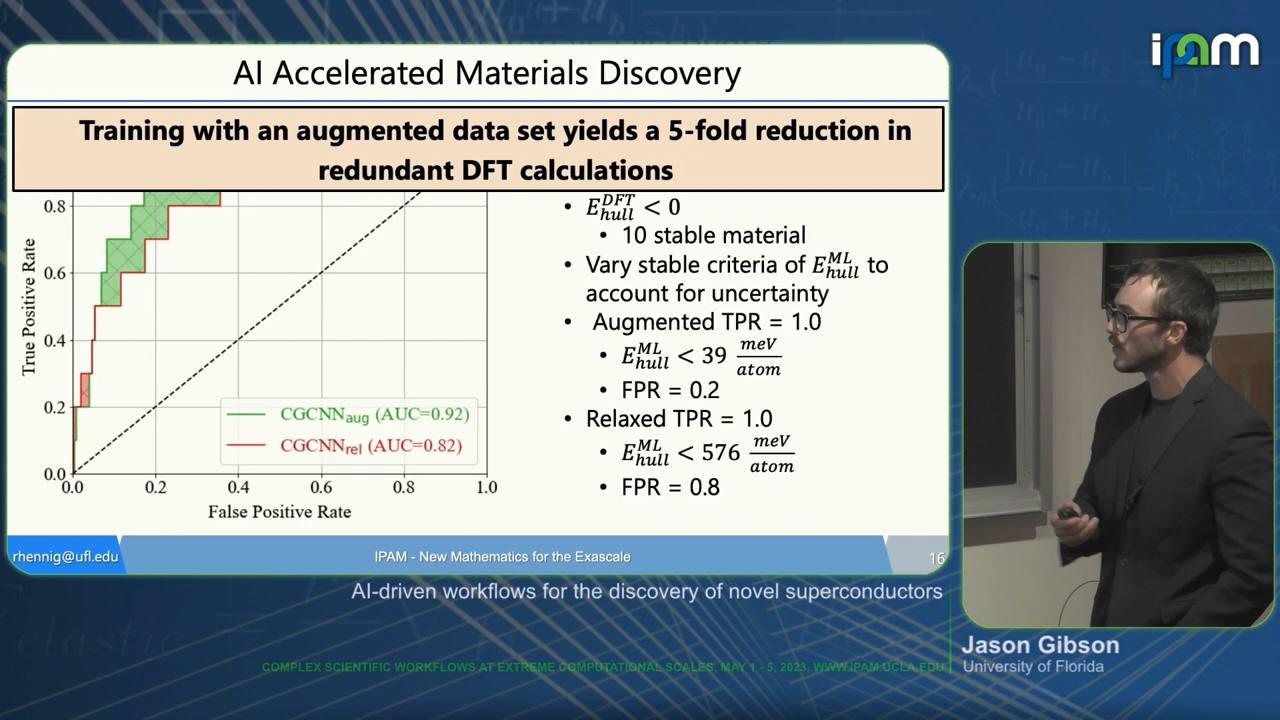 ipam
AI Accelerated Materials Discovery
Training with an augmented data set yields a 5-fold reduction in
redundant DFT calculations
0.8
0.6
0.4
0.2
0.0
True Positive Rate
CGCNN_aug (AUC=0.92)
CGCNN_rel (AUC=0.82)
0.0 0.2 0.4 0.6 0.8 1.0
False Positive Rate
• E_hull^DFT < 0
• 10 stable material
• Vary stable criteria of E_hull^ML to
account for uncertainty
• Augmented TPR = 1.0
• E_hull^ML < 39 meV/atom
• FPR = 0.2
• Relaxed TPR = 1.0
• E_hull^ML < 576 meV/atom
• FPR = 0.8
rhennig@ufl.edu
IPAM - New Mathematics for the Exascale
16
AI-driven workflows for the discovery of novel superconductors
Jason Gibson
University of Florida
COMPLEX SCIENTIFIC WORKFLOWS AT EXTREME COMPUTATIONAL SCALES, MAY 1 - 5, 2023, WWW.IPAM.UCLA.EDU
elastic